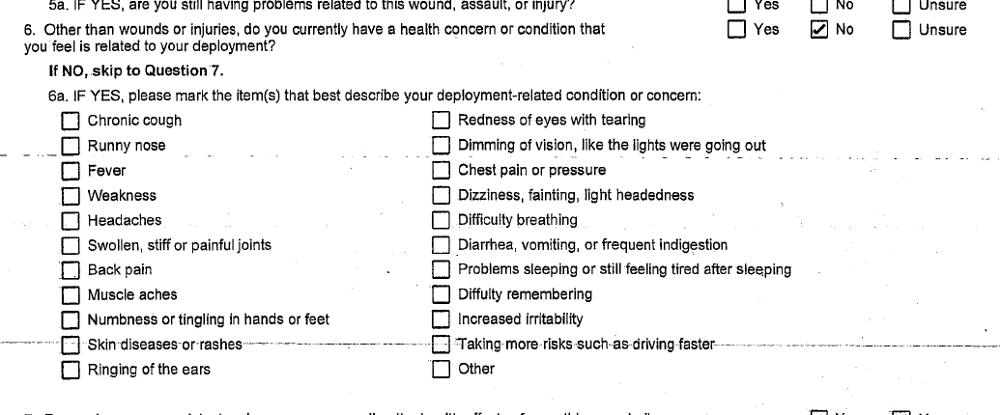 5a. IF YES, are you still having problems related to this wound, assault, or injury? Yes No Unsure
6. Other than wounds or injuries, do you currently have a health concern or condition that Yes No Unsure
you feel is related to your deployment?
If NO, skip to Question 7.
6a. IF YES, please mark the item(s) that best describe your deployment-related condition or concern:
Chronic cough Redness of eyes with tearing
Runny nose Dimming of vision, like the lights were going out
Fever Chest pain or pressure
Weakness Dizziness, fainting, light headedness
Headaches Difficulty breathing
Swollen, stiff or painful joints Diarrhea, vomiting, or frequent indigestion
Back pain Problems sleeping or still feeling tired after sleeping
Muscle aches Diffulty remembering
Numbness or tingling in hands or feet Increased irritability
Skin diseases or rashes Taking more risks such as driving faster
Ringing of the ears Other